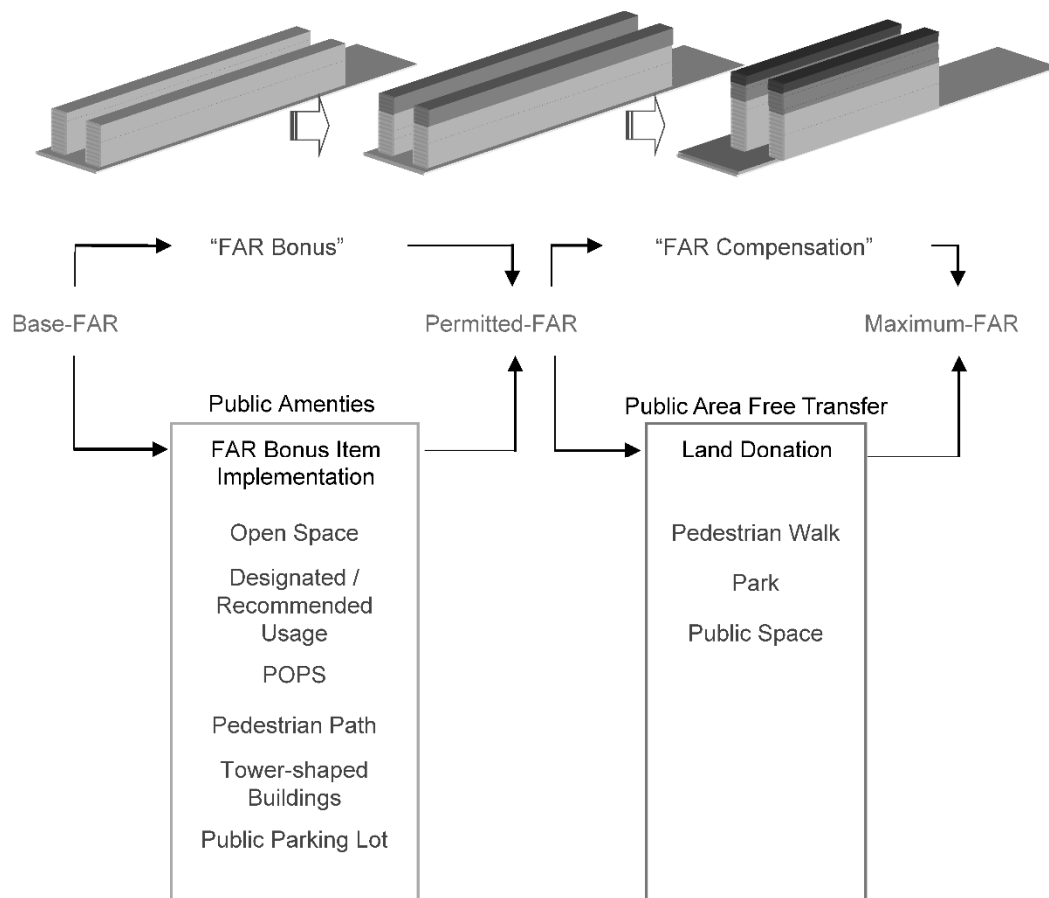 “FAR Bonus”
“FAR Compensation”
Base-FAR
Permitted-FAR
Maximum-FAR
Public Amenties
FAR Bonus Item
Implementation
Open Space
Designated /
Recommended
Usage
POPS
Pedestrian Path
Tower-shaped
Buildings
Public Parking Lot
Public Area Free Transfer
Land Donation
Pedestrian Walk
Park
Public Space